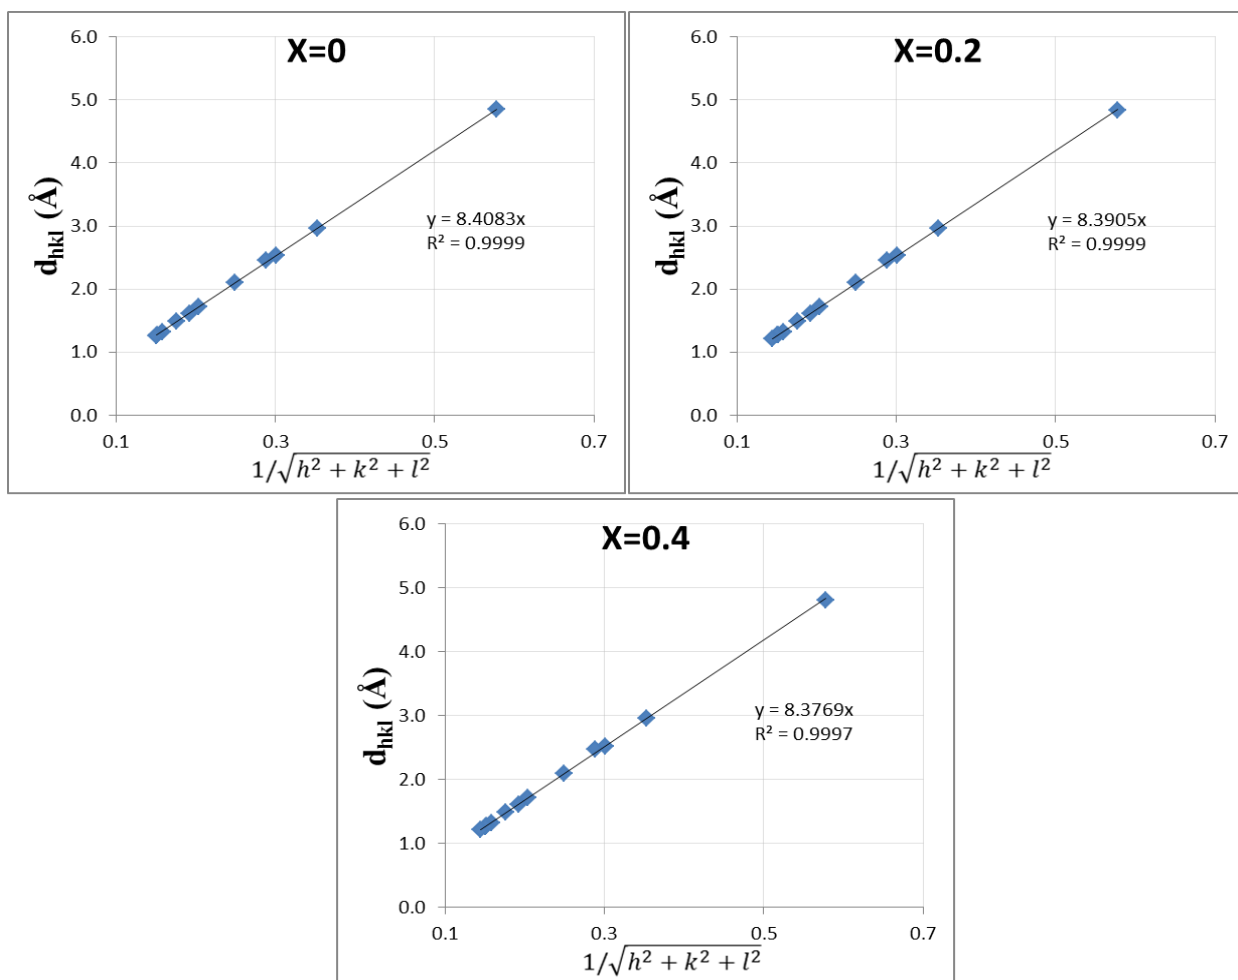 X=0
6.0
5.0
4.0
3.0
2.0
1.0
0.0
d_hkl (Å)
y = 8.4083x
R² = 0.9999
0.1 0.3 0.5 0.7
1/√(h² + k² + l²)
X=0.2
6.0
5.0
4.0
3.0
2.0
1.0
0.0
y = 8.3905x
R² = 0.9999
d_hkl (Å)
0.1 0.3 0.5 0.7
1/√(h² + k² + l²)
X=0.4
6.0
5.0
4.0
3.0
2.0
1.0
0.0
y = 8.3769x
R² = 0.9997
d_hkl (Å)
0.1 0.3 0.5 0.7
1/√(h² + k² + l²)